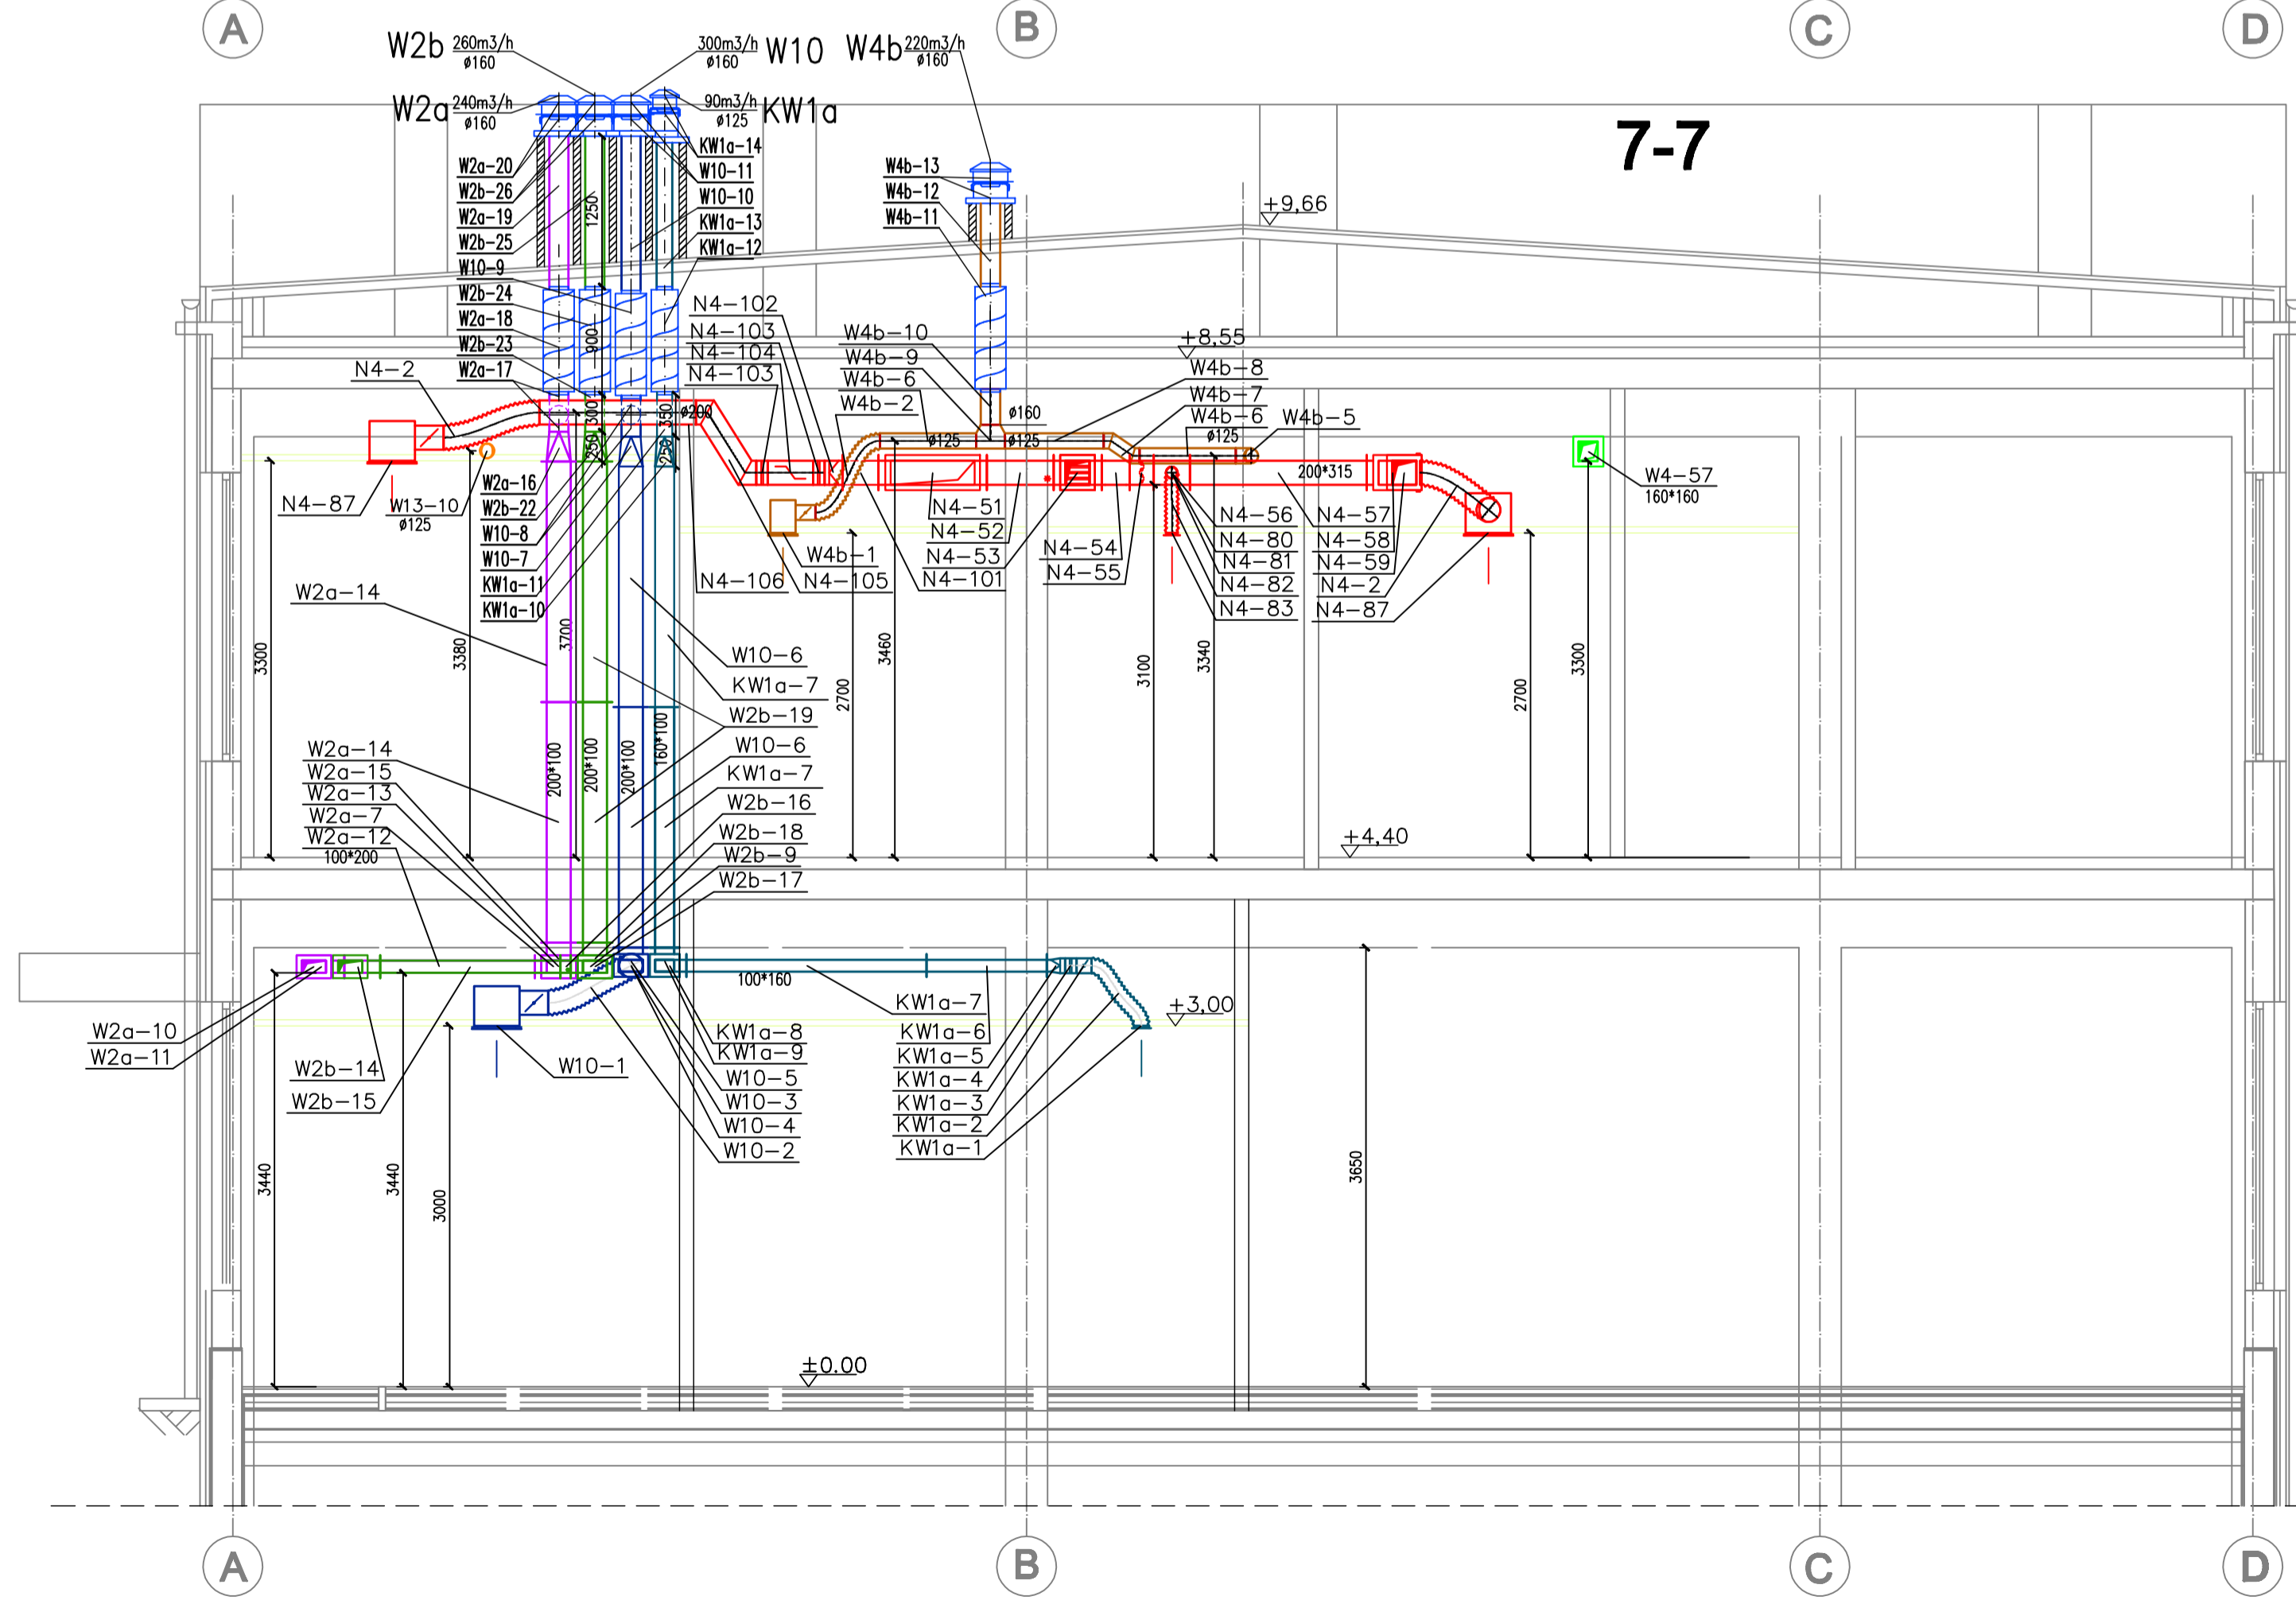 A
B
C
D
W2b 260m3/h
ø160
300m3/h W10
ø160
W4b 220m3/h
ø160
W2a 240m3/h
ø160
90m3/h KW1a
ø125
7-7
W2a-20
W2b-26
W2a-19
W2b-25
W10-9
W2b-24
W2a-18
W2b-23
W2a-17
KW1a-14
W10-11
W10-10
KW1a-13
KW1a-12
W4b-13
W4b-12
W4b-11
+9,66
+8,55
1250
900
300
250
350
250
ø200
N4-102
N4-103
N4-104
N4-103
N4-2
W4b-10
W4b-9
W4b-6
W4b-2
W4b-8
W4b-7
W4b-6
ø125
W4b-5
ø160
ø125
ø125
200*315
N4-87
W13-10
ø125
W2a-16
W2b-22
W10-8
W10-7
KW1a-11
KW1a-10
W4b-1
N4-106
N4-105
N4-51
N4-52
N4-53
N4-101
N4-54
N4-55
N4-56
N4-80
N4-81
N4-82
N4-83
N4-57
N4-58
N4-59
N4-2
N4-87
W4-57
160*160
W2a-14
3300
3380
3700
2700
3460
3100
3340
2700
3300
W10-6
KW1a-7
W2b-19
W10-6
KW1a-7
W2b-16
W2b-18
W2b-9
W2b-17
200*100
200*100
200*100
160*100
W2a-14
W2a-15
W2a-13
W2a-7
W2a-12
100*200
+4,40
100*160
KW1a-7
KW1a-6
KW1a-5
KW1a-4
KW1a-3
KW1a-2
KW1a-1
+3,00
W2a-10
W2a-11
W2b-14
W2b-15
W10-1
KW1a-8
KW1a-9
W10-5
W10-3
W10-4
W10-2
3440
3440
3000
3650
±0.00
A
B
C
D